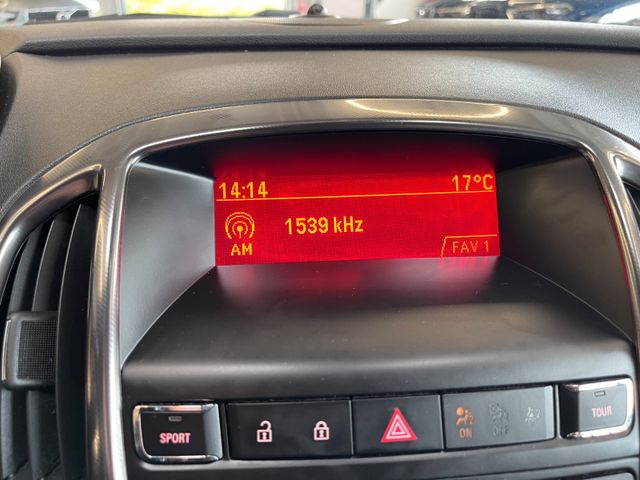 14:14 17°C
1539 kHz
AM
FAV 1
SPORT
ON
OFF
TOUR